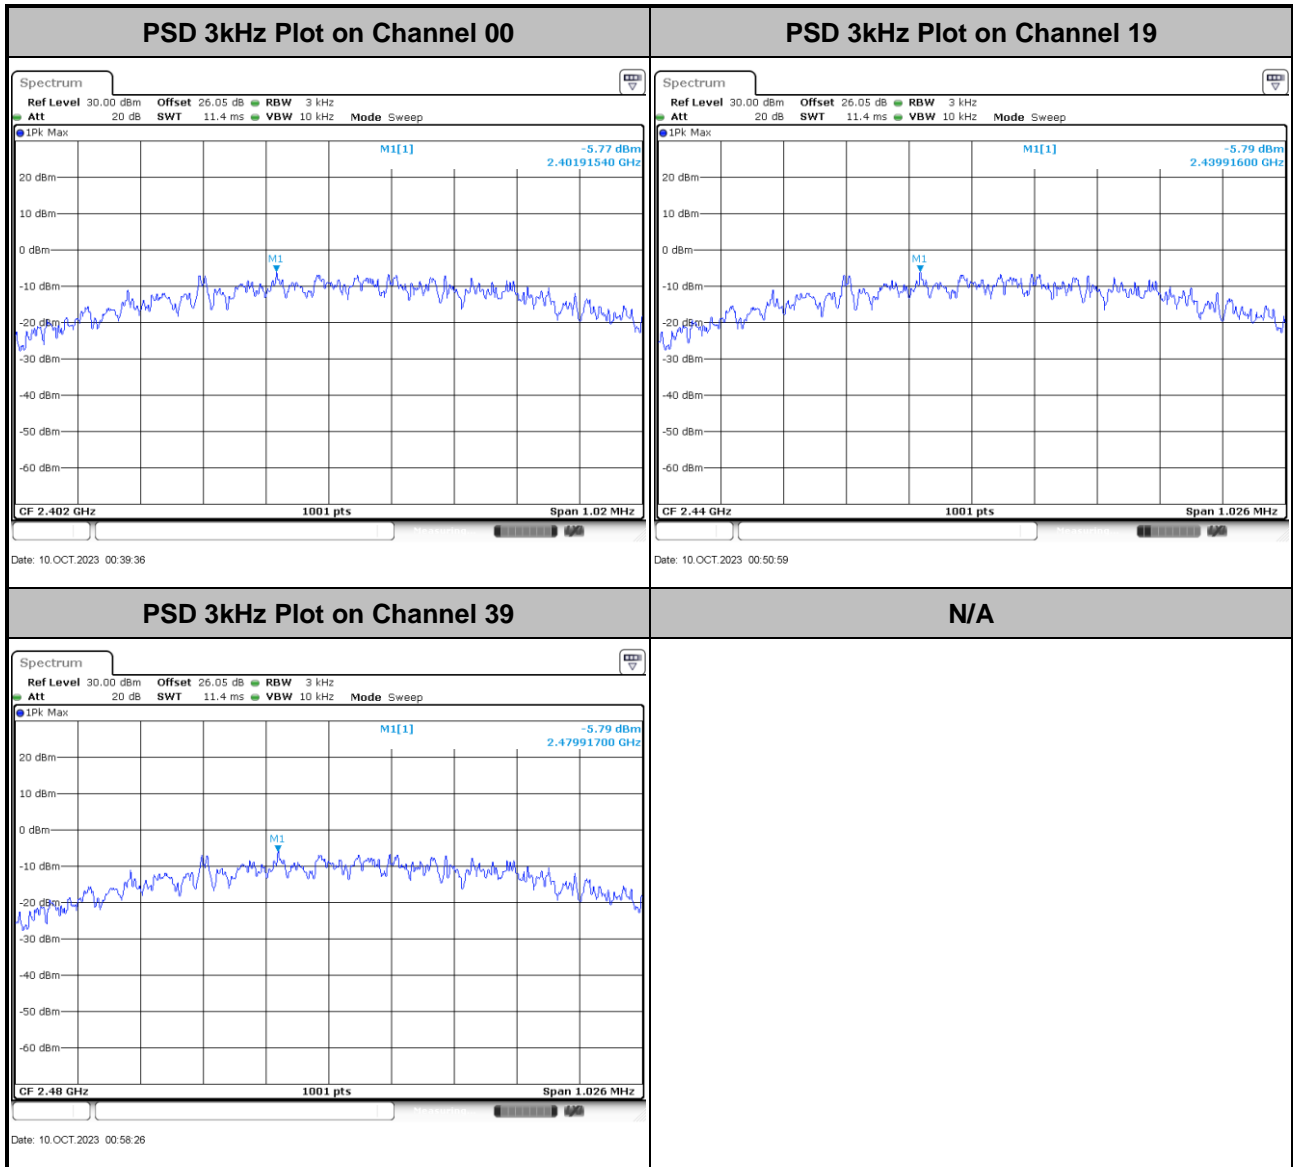 PSD 3kHz Plot on Channel 00
Spectrum
Ref Level 30.00 dBm Offset 26.05 dB RBW 3 kHz
Att 20 dB SWT 11.4 ms VBW 10 kHz Mode Sweep
1Pk Max
M1[1] -5.77 dBm
2.40191540 GHz
20 dBm
10 dBm
0 dBm
M1
-10 dBm
-20 dBm
-30 dBm
-40 dBm
-50 dBm
-60 dBm
CF 2.402 GHz 1001 pts Span 1.02 MHz
Date: 10.OCT.2023 00:39:36
PSD 3kHz Plot on Channel 19
Spectrum
Ref Level 30.00 dBm Offset 26.05 dB RBW 3 kHz
Att 20 dB SWT 11.4 ms VBW 10 kHz Mode Sweep
1Pk Max
M1[1] -5.79 dBm
2.43991600 GHz
20 dBm
10 dBm
0 dBm
M1
-10 dBm
-20 dBm
-30 dBm
-40 dBm
-50 dBm
-60 dBm
CF 2.44 GHz 1001 pts Span 1.026 MHz
Date: 10.OCT.2023 00:50:59
PSD 3kHz Plot on Channel 39
Spectrum
Ref Level 30.00 dBm Offset 26.05 dB RBW 3 kHz
Att 20 dB SWT 11.4 ms VBW 10 kHz Mode Sweep
1Pk Max
M1[1] -5.79 dBm
2.47991700 GHz
20 dBm
10 dBm
0 dBm
M1
-10 dBm
-20 dBm
-30 dBm
-40 dBm
-50 dBm
-60 dBm
CF 2.48 GHz 1001 pts Span 1.026 MHz
Date: 10.OCT.2023 00:58:26
N/A